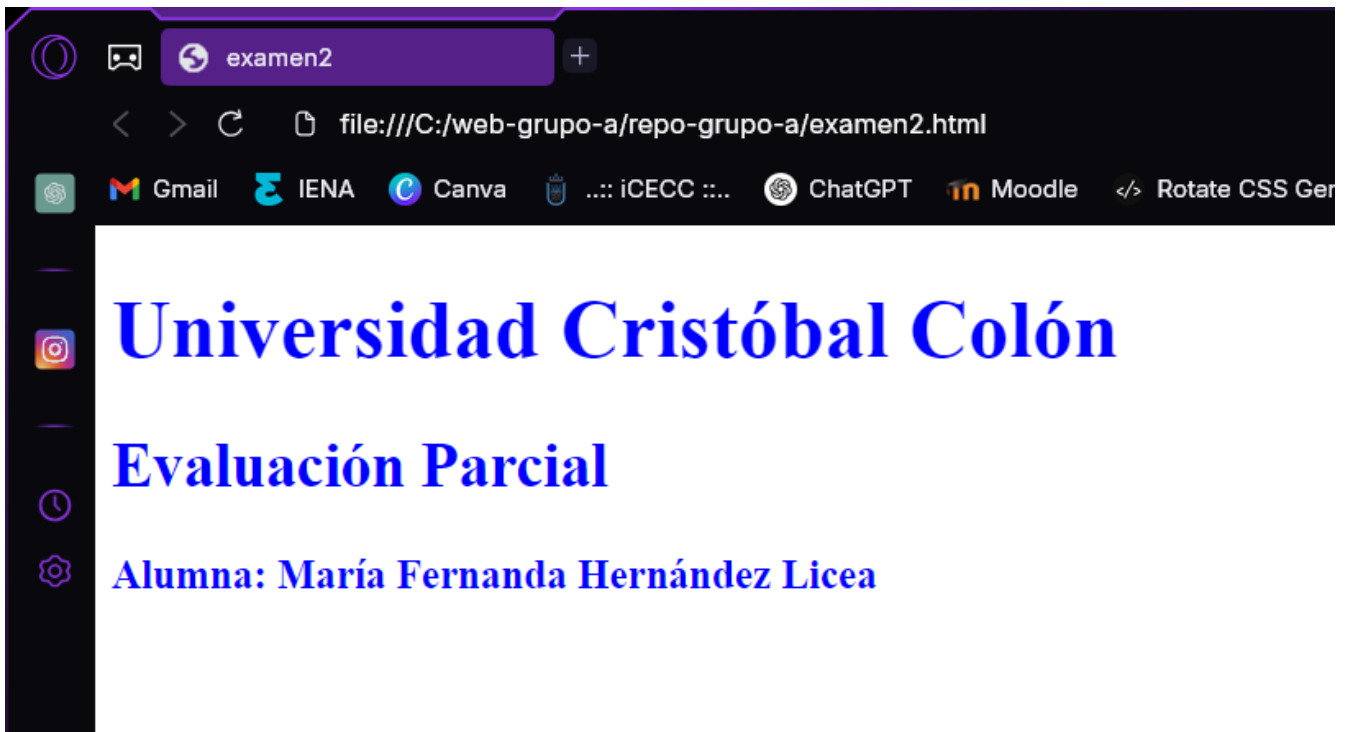 examen2
file:///C:/web-grupo-a/repo-grupo-a/examen2.html
Gmail IENA Canva ..:: iCECC ::.. ChatGPT Moodle </> Rotate CSS Ger
Universidad Cristóbal Colón
Evaluación Parcial
Alumna: María Fernanda Hernández Licea